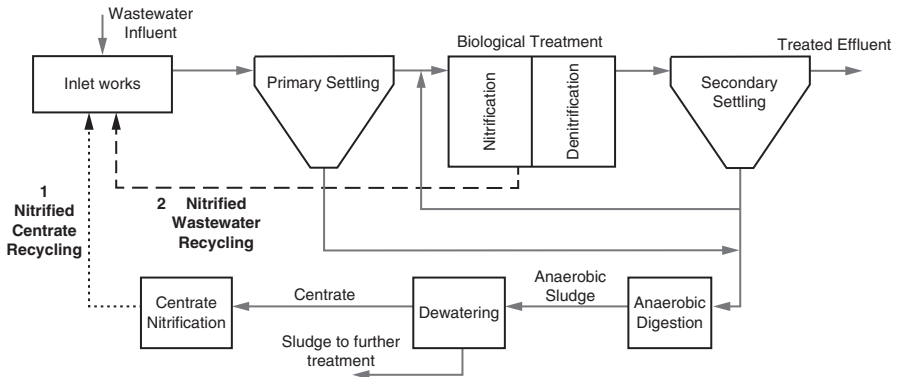 Wastewater
Influent
Inlet works
Primary Settling
Biological Treatment
Nitrification
Denitrification
Secondary
Settling
Treated Effluent
1
Nitrified
Centrate
Recycling
2 Nitrified
Wastewater
Recycling
Centrate
Nitrification
Centrate
Dewatering
Anaerobic
Sludge
Anaerobic
Digestion
Sludge to further
treatment